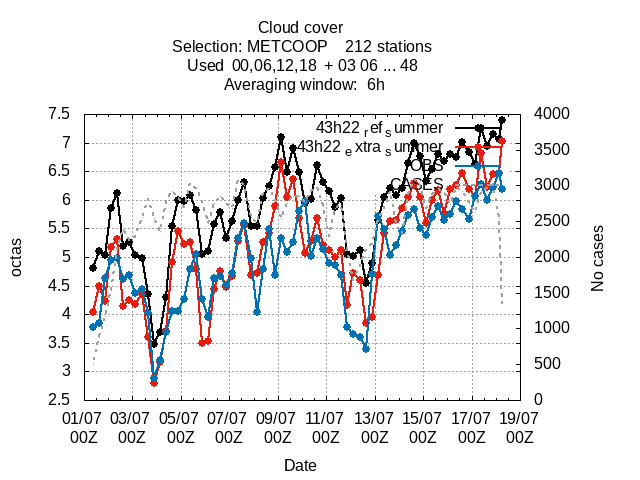 Cloud cover
Selection: METCOOP    212 stations
Used  00,06,12,18  + 03 06 ... 48
Averaging window:  6h
7.5
7
6.5
6
5.5
5
4.5
4
3.5
3
2.5
octas
43h22 ref summer
43h22 extra summer
OBS
CASES
4000
3500
3000
2500
2000
1500
1000
500
0
No cases
01/07 03/07 05/07 07/07 09/07 11/07 13/07 15/07 17/07 19/07
00Z 00Z 00Z 00Z 00Z 00Z 00Z 00Z 00Z 00Z
Date